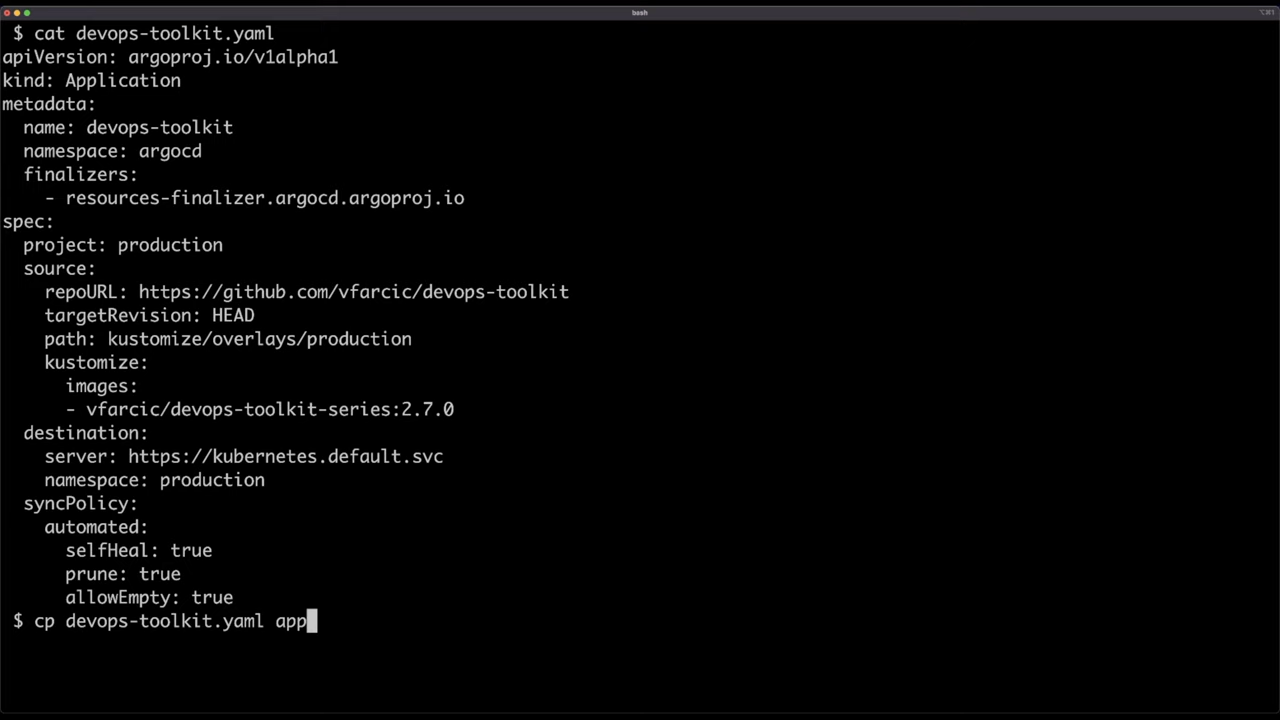 bash
⌥⌘1
$ cat devops-toolkit.yaml
apiVersion: argoproj.io/v1alpha1
kind: Application
metadata:
  name: devops-toolkit
  namespace: argocd
  finalizers:
    - resources-finalizer.argocd.argoproj.io
spec:
  project: production
  source:
    repoURL: https://github.com/vfarcic/devops-toolkit
    targetRevision: HEAD
    path: kustomize/overlays/production
    kustomize:
      images:
      - vfarcic/devops-toolkit-series:2.7.0
  destination:
    server: https://kubernetes.default.svc
    namespace: production
  syncPolicy:
    automated:
      selfHeal: true
      prune: true
      allowEmpty: true
$ cp devops-toolkit.yaml app